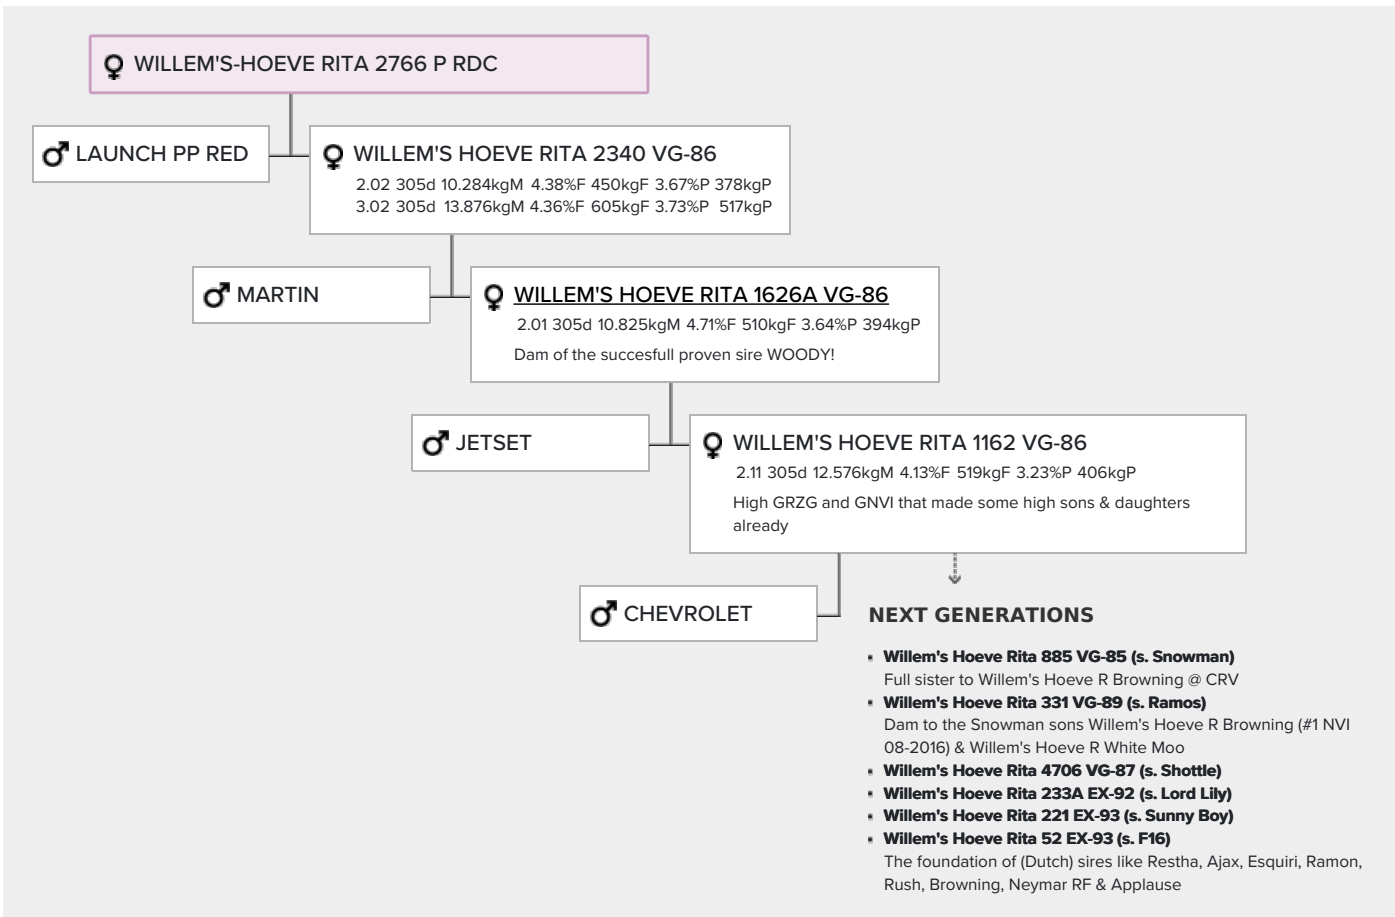 WILLEM'S-HOEVE RITA 2766 P RDC
LAUNCH PP RED
WILLEM'S HOEVE RITA 2340 VG-86
2.02 305d 10.284kgM 4.38%F 450kgF 3.67%P 378kgP
3.02 305d 13.876kgM 4.36%F 605kgF 3.73%P 517kgP
MARTIN
WILLEM'S HOEVE RITA 1626A VG-86
2.01 305d 10.825kgM 4.71%F 510kgF 3.64%P 394kgP
Dam of the succesfull proven sire WOODY!
JETSET
WILLEM'S HOEVE RITA 1162 VG-86
2.11 305d 12.576kgM 4.13%F 519kgF 3.23%P 406kgP
High GRZG and GNVI that made some high sons & daughters
already
CHEVROLET
NEXT GENERATIONS
▪ Willem's Hoeve Rita 885 VG-85 (s. Snowman)
Full sister to Willem's Hoeve R Browning @ CRV
▪ Willem's Hoeve Rita 331 VG-89 (s. Ramos)
Dam to the Snowman sons Willem's Hoeve R Browning (#1 NVI
08-2016) & Willem's Hoeve R White Moo
▪ Willem's Hoeve Rita 4706 VG-87 (s. Shottle)
▪ Willem's Hoeve Rita 233A EX-92 (s. Lord Lily)
▪ Willem's Hoeve Rita 221 EX-93 (s. Sunny Boy)
▪ Willem's Hoeve Rita 52 EX-93 (s. F16)
The foundation of (Dutch) sires like Restha, Ajax, Esquiri, Ramon,
Rush, Browning, Neymar RF & Applause